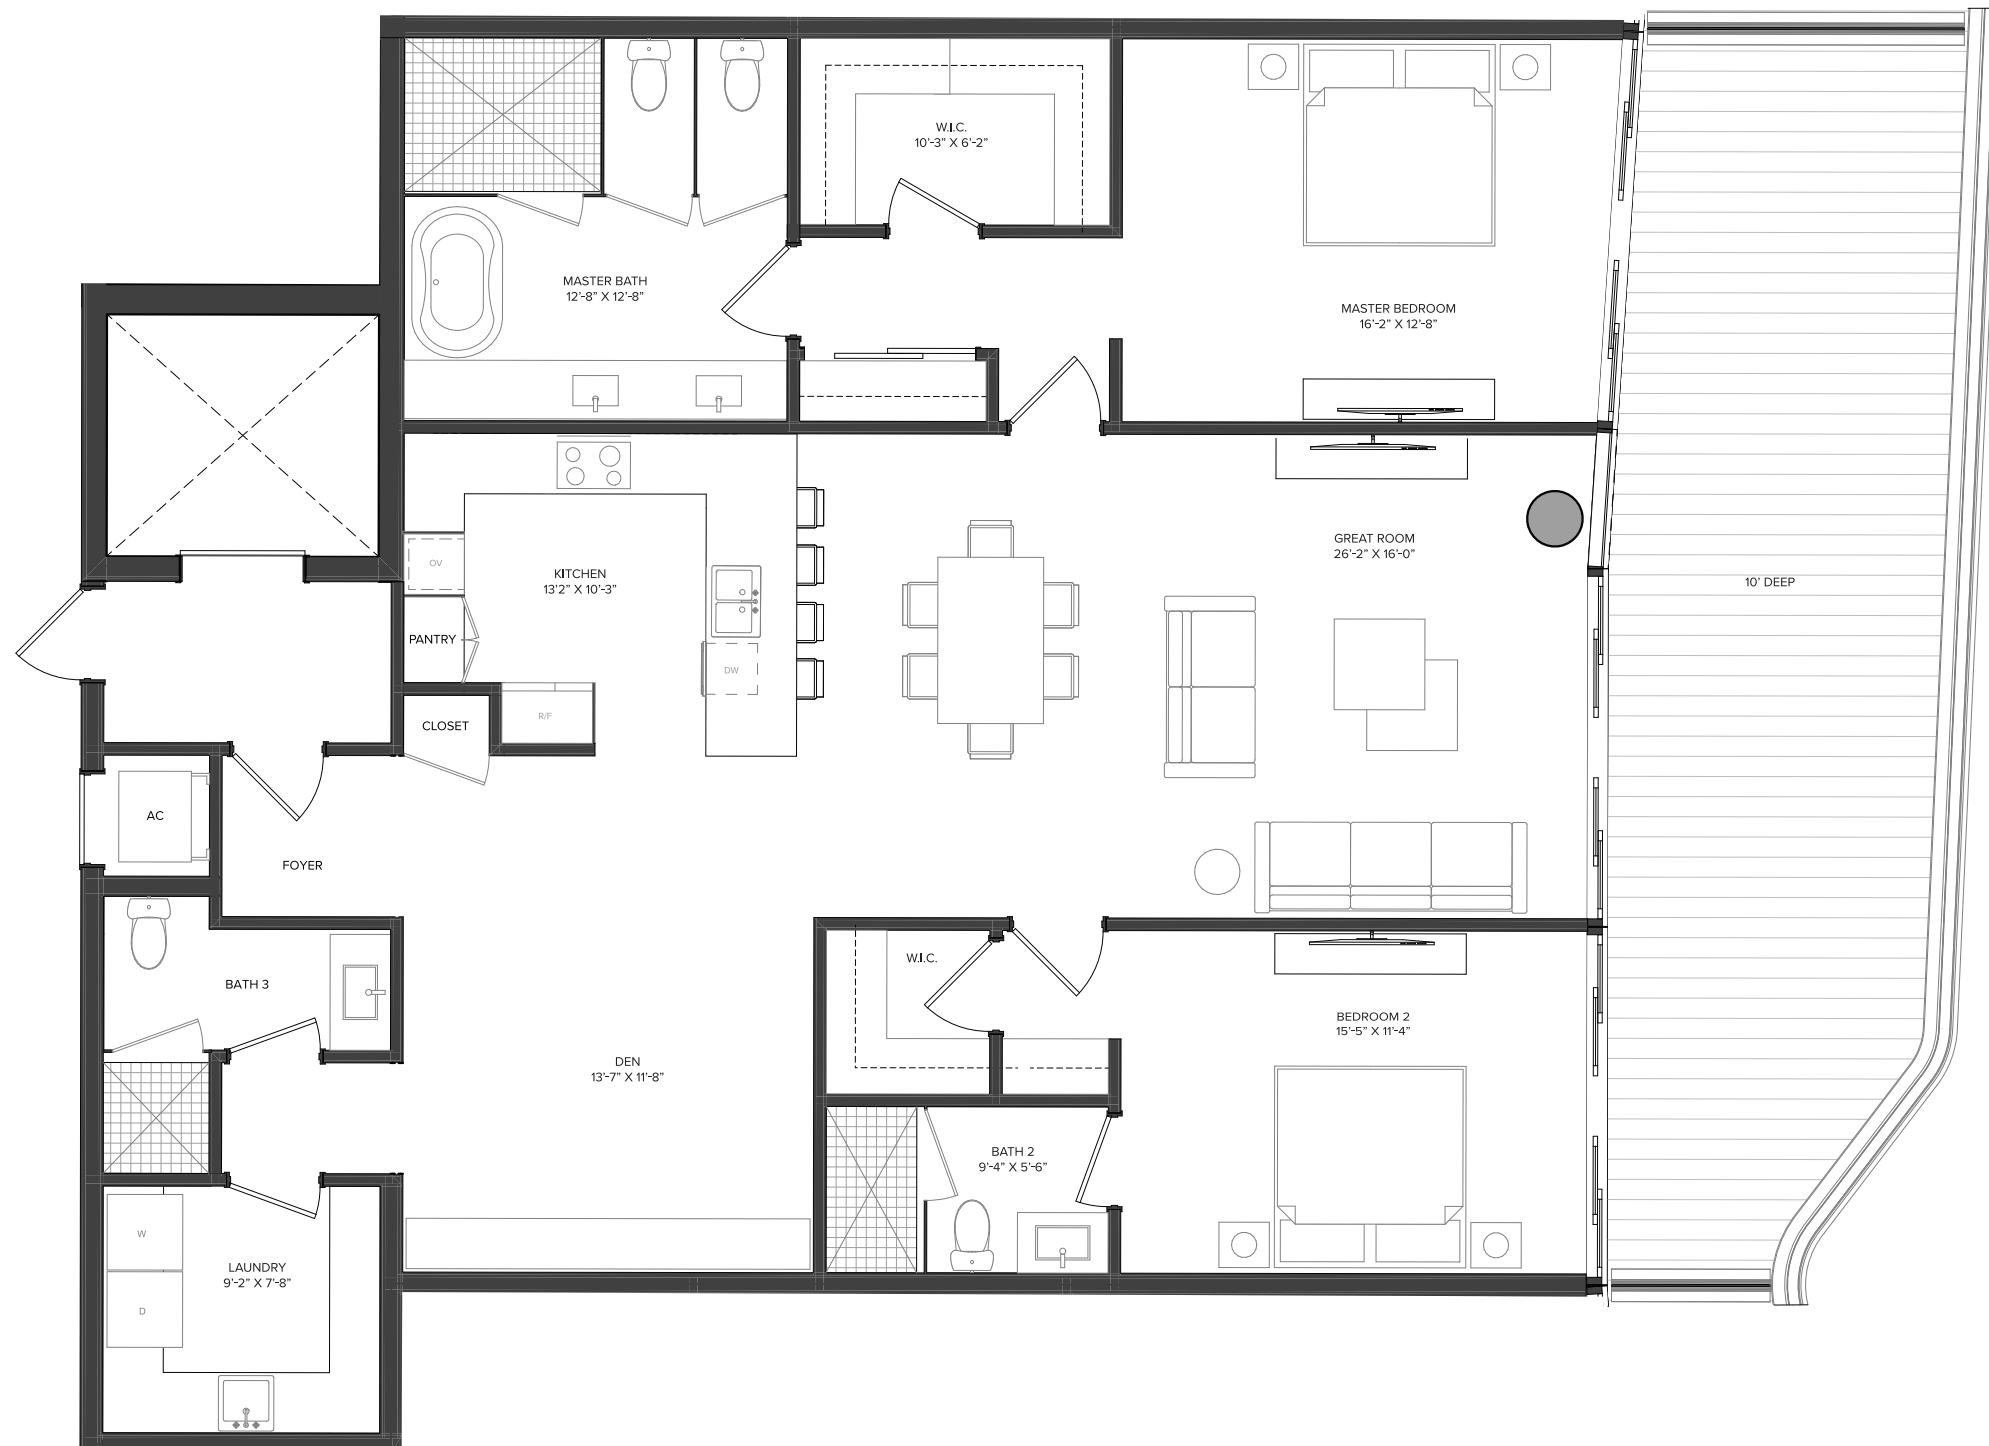 W.I.C.
10'-3" X 6'-2"
MASTER BATH
12'-8" X 12'-8"
MASTER BEDROOM
16'-2" X 12'-8"
GREAT ROOM
26'-2" X 16'-0"
OV
KITCHEN
13'2" X 10'-3"
10' DEEP
PANTRY
DW
CLOSET
R/F
AC
FOYER
W.I.C.
BATH 3
BEDROOM 2
15'-5" X 11'-4"
DEN
13'-7" X 11'-8"
BATH 2
9'-4" X 5'-6"
W
LAUNDRY
9'-2" X 7'-8"
D